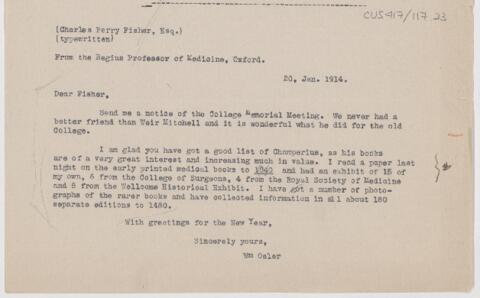 CUS417/117.23
(Charles Perry Fisher, Esq.)
(typewritten)
From the Regius Professor of Medicine, Oxford.
20, Jan. 1914.
Dear Fisher,
Send me a notice of the College Memorial Meeting. We never had a
better friend than Weir Mitchell and it is wonderful what he did for the old
College.
I am glad you have got a good list of Champerius, as his books
are of a very great interest and increasing much in value. I read a paper last
night on the early printed medical books to 1840 and had an exhibit of 15 of
my own, 6 from the College of Surgeons, 4 from the Royal Society of Medicine
and 8 from the Wellcome Historical Exhibit. I have got a number of photo-
graphs of the rarer books and have collected information in all about 180
separate editions to 1480.
With greetings for the New Year,
Sincerely yours,
Wm Osler